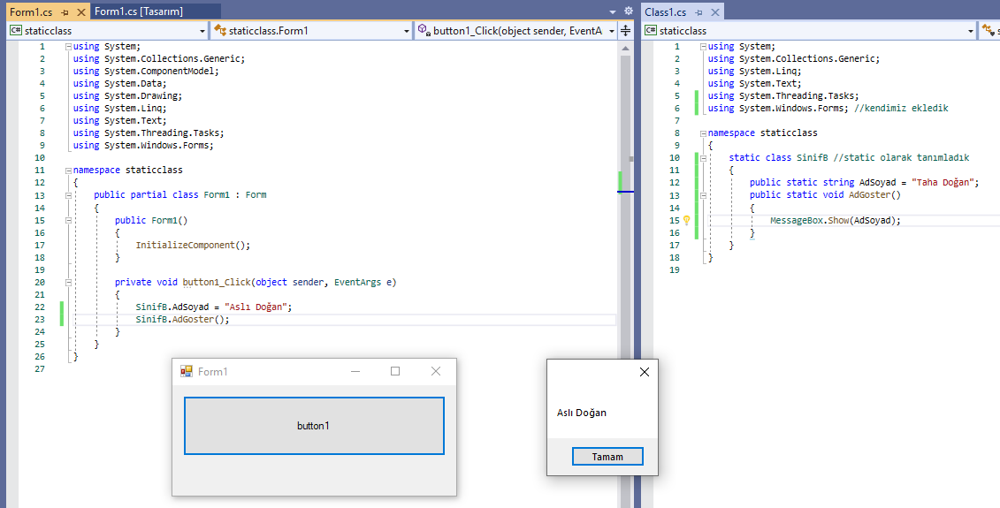 Form1.cs
Form1.cs [Tasarım]
C# staticclass
staticclass.Form1
button1_Click(object sender, EventA
1 using System;
2 using System.Collections.Generic;
3 using System.ComponentModel;
4 using System.Data;
5 using System.Drawing;
6 using System.Linq;
7 using System.Text;
8 using System.Threading.Tasks;
9 using System.Windows.Forms;
10
11 namespace staticclass
12 {
13 public partial class Form1 : Form
14 {
15 public Form1()
16 {
17 InitializeComponent();
18 }
19
20 private void button1_Click(object sender, EventArgs e)
21 {
22 SinifB.AdSoyad = "Aslı Doğan";
23 SinifB.AdGoster();
24 }
25 }
26 }
27
Class1.cs
C# staticclass
s
1 using System;
2 using System.Collections.Generic;
3 using System.Linq;
4 using System.Text;
5 using System.Threading.Tasks;
6 using System.Windows.Forms; //kendimiz ekledik
7
8 namespace staticclass
9 {
10 static class SinifB //static olarak tanımladık
11 {
12 public static string AdSoyad = "Taha Doğan";
13 public static void AdGoster()
14 {
15 MessageBox.Show(AdSoyad);
16 }
17 }
18 }
19
Form1
button1
Aslı Doğan
Tamam